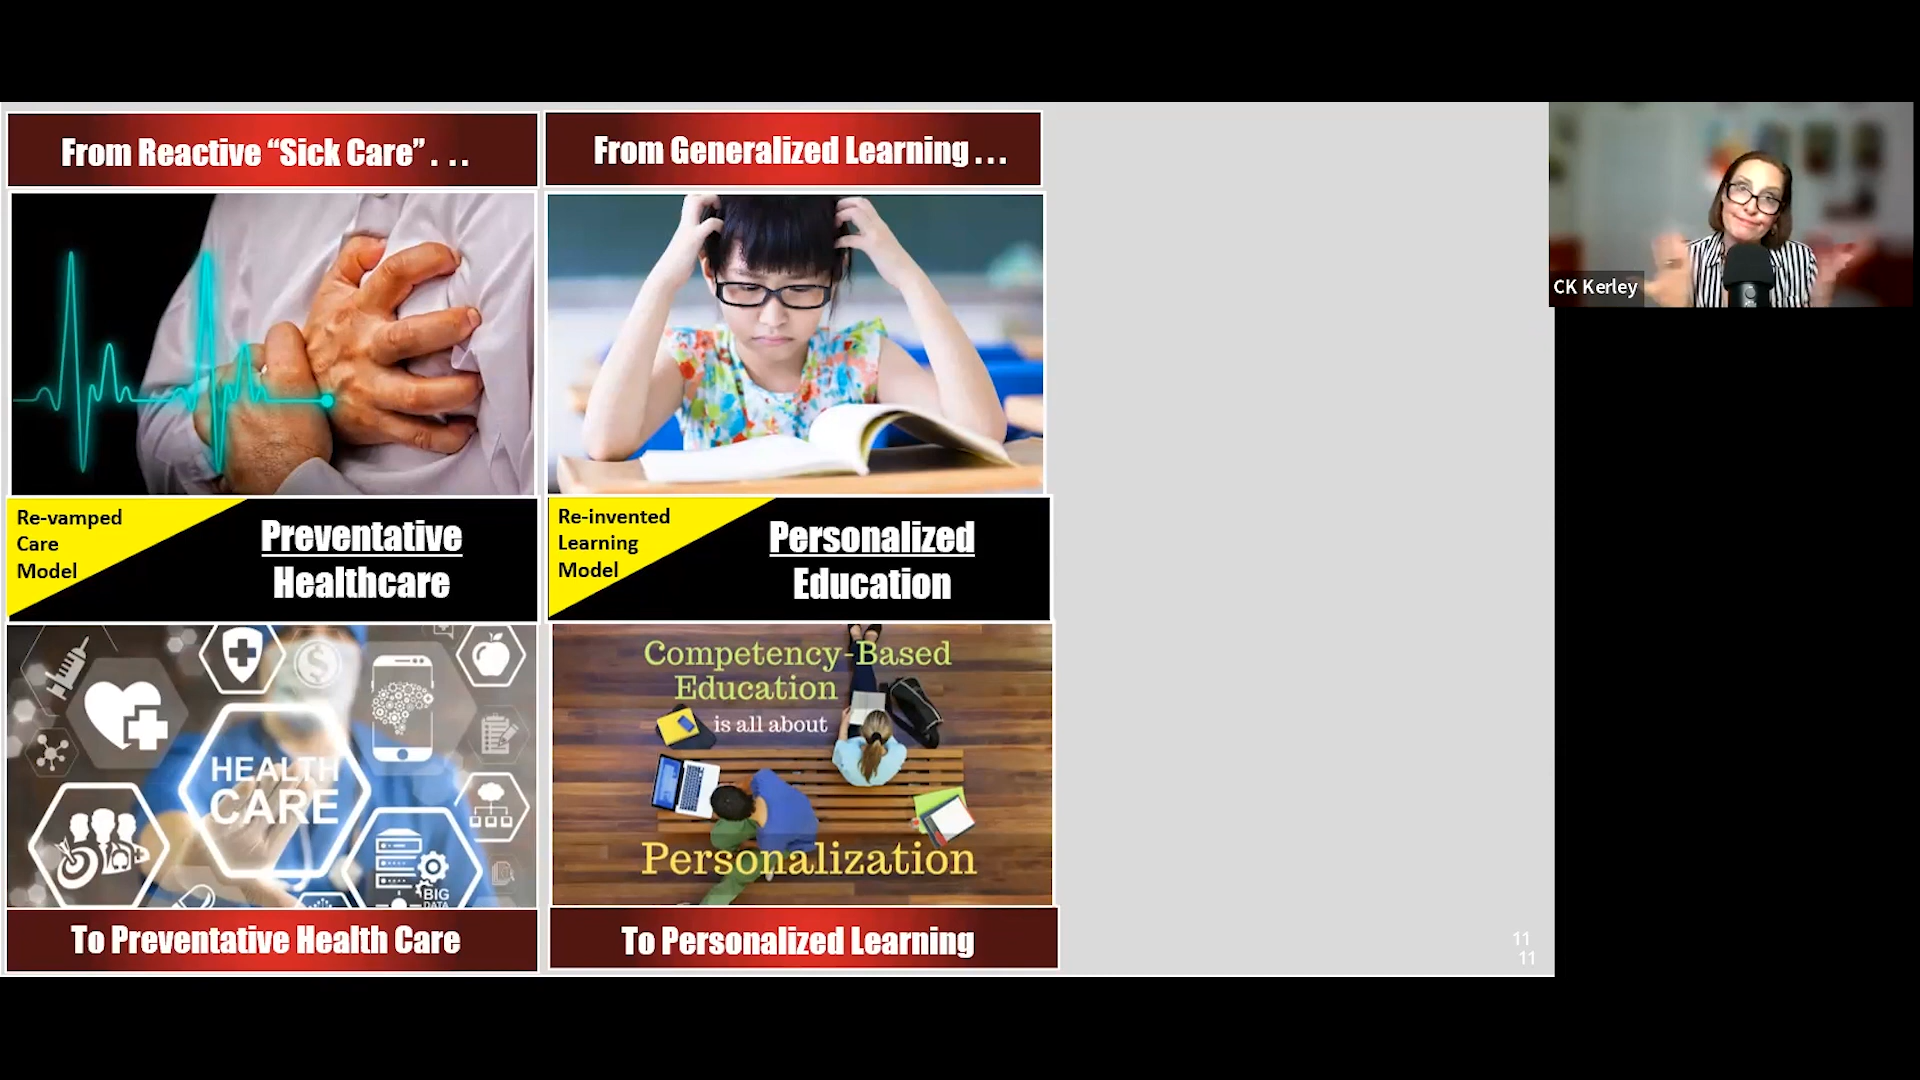 From Reactive “Sick Care” . . .
Re-vamped
Care
Model
Preventative
Healthcare
HEALTH
CARE
BIG
DATA
To Preventative Health Care
From Generalized Learning . . .
Re-invented
Learning
Model
Personalized
Education
Competency-Based
Education
is all about
Personalization
To Personalized Learning
11
11
CK Kerley